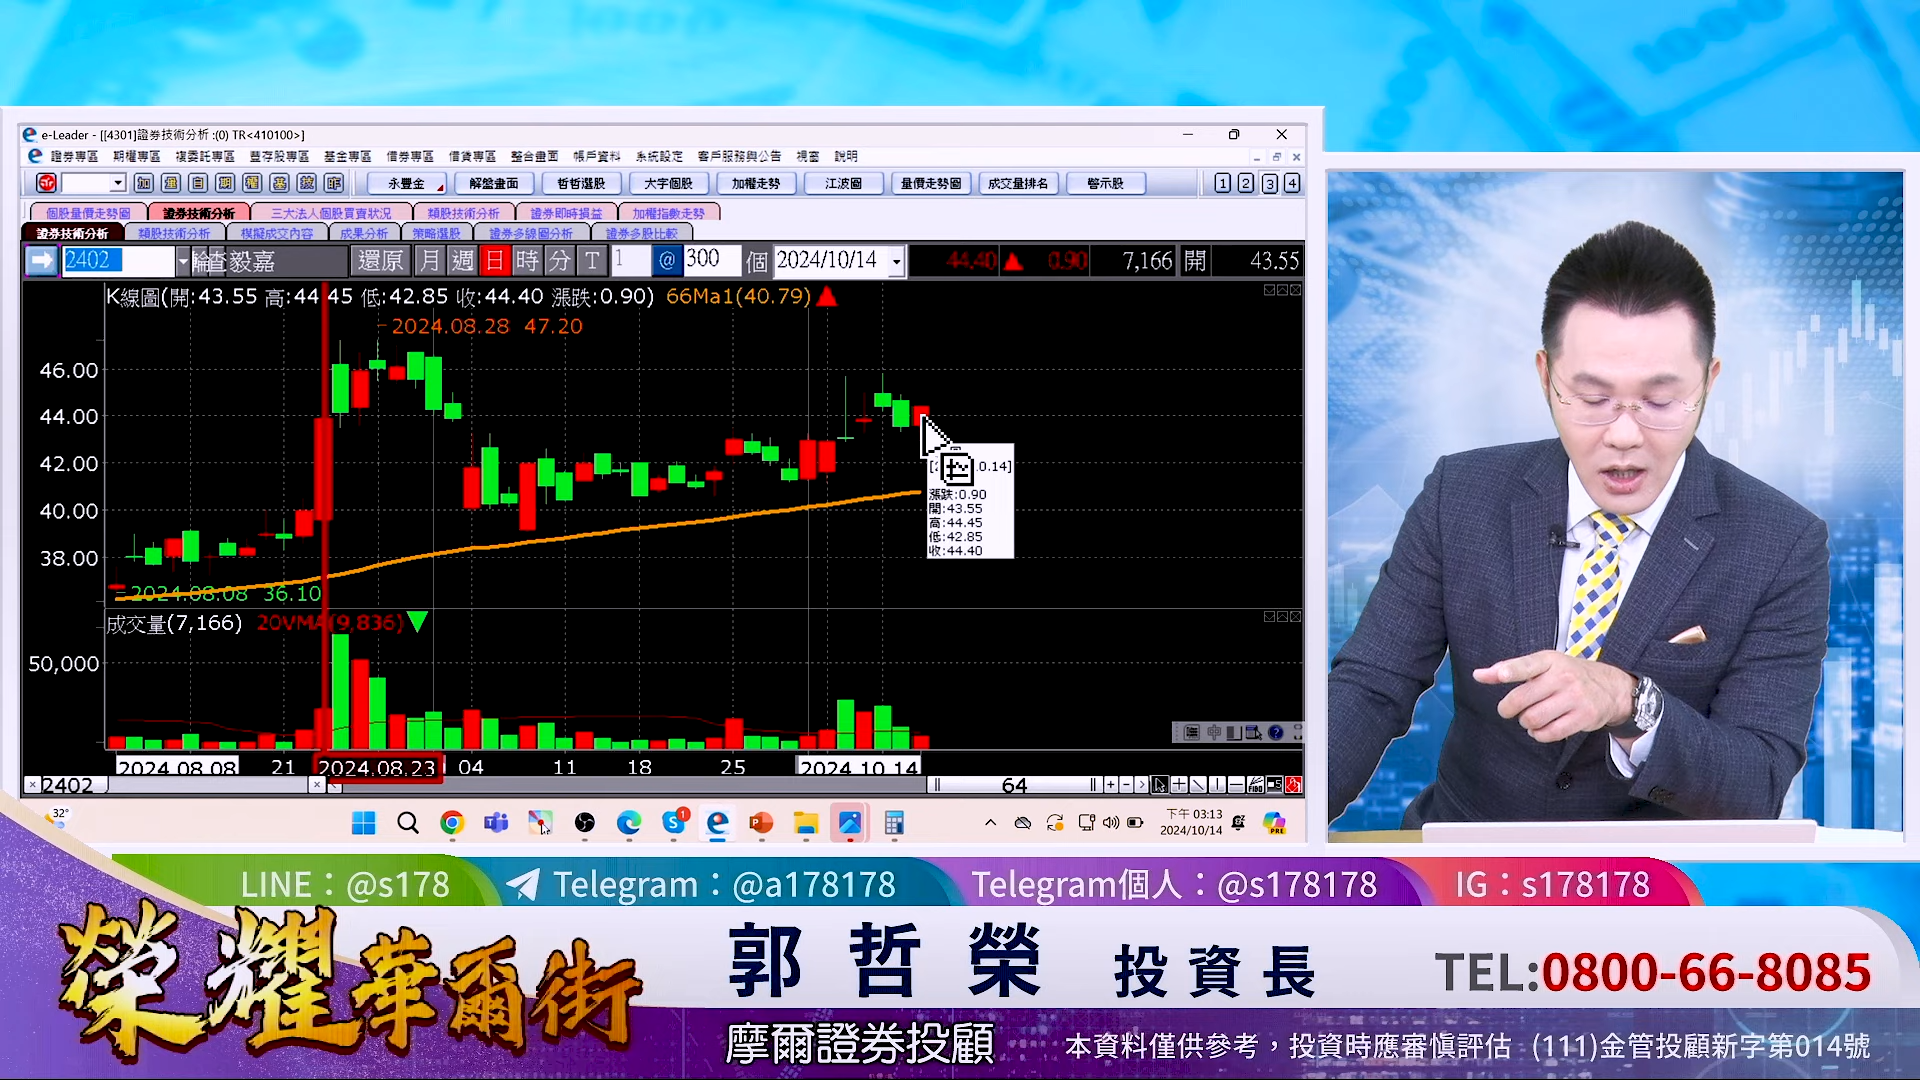 e-Leader - [[4301]證券技術分析 :(0) TR<410100>]
證券專區 期權專區 複委託專區 豐存股專區 基金專區 借券專區 借貸專區 整合畫面 帳戶資料 系統設定 客戶服務與公告 視窗 說明
永豐金 解盤畫面 哲哲選股 大字個股 加權走勢 江波圖 量價走勢圖 成交量排名 警示股 1 2 3 4
個股量價走勢圖 證券技術分析 三大法人個股買賣狀況 類股技術分析 證券即時損益 加權指數走勢
證券技術分析 類股技術分析 模擬成交內容 成果分析 策略選股 證券多線圖分析 證券多股比較
2402 毅嘉 還原 月 週 日 時 分 T 1 @ 300 個 2024/10/14 44.40 ▲ 0.90 7,166 開 43.55
K線圖(開:43.55 高:44.45 低:42.85 收:44.40 漲跌:0.90) 66Ma1(40.79)
2024.08.28 47.20
46.00
44.00
42.00
40.00
38.00
漲跌:0.90
開:43.55
高:44.45
低:42.85
收:44.40
2024.08.08 36.10
成交量(7,166) 20VMA(9,836)
50,000
2024.08.08 21 2024.08.23 04 11 18 25 2024.10.14
2402 64
32°
下午 03:13
2024/10/14
LINE：@s178 Telegram：@a178178 Telegram個人：@s178178 IG：s178178
榮耀華爾街
郭哲榮 投資長
TEL:0800-66-8085
摩爾證券投顧
本資料僅供參考，投資時應審慎評估 (111)金管投顧新字第014號